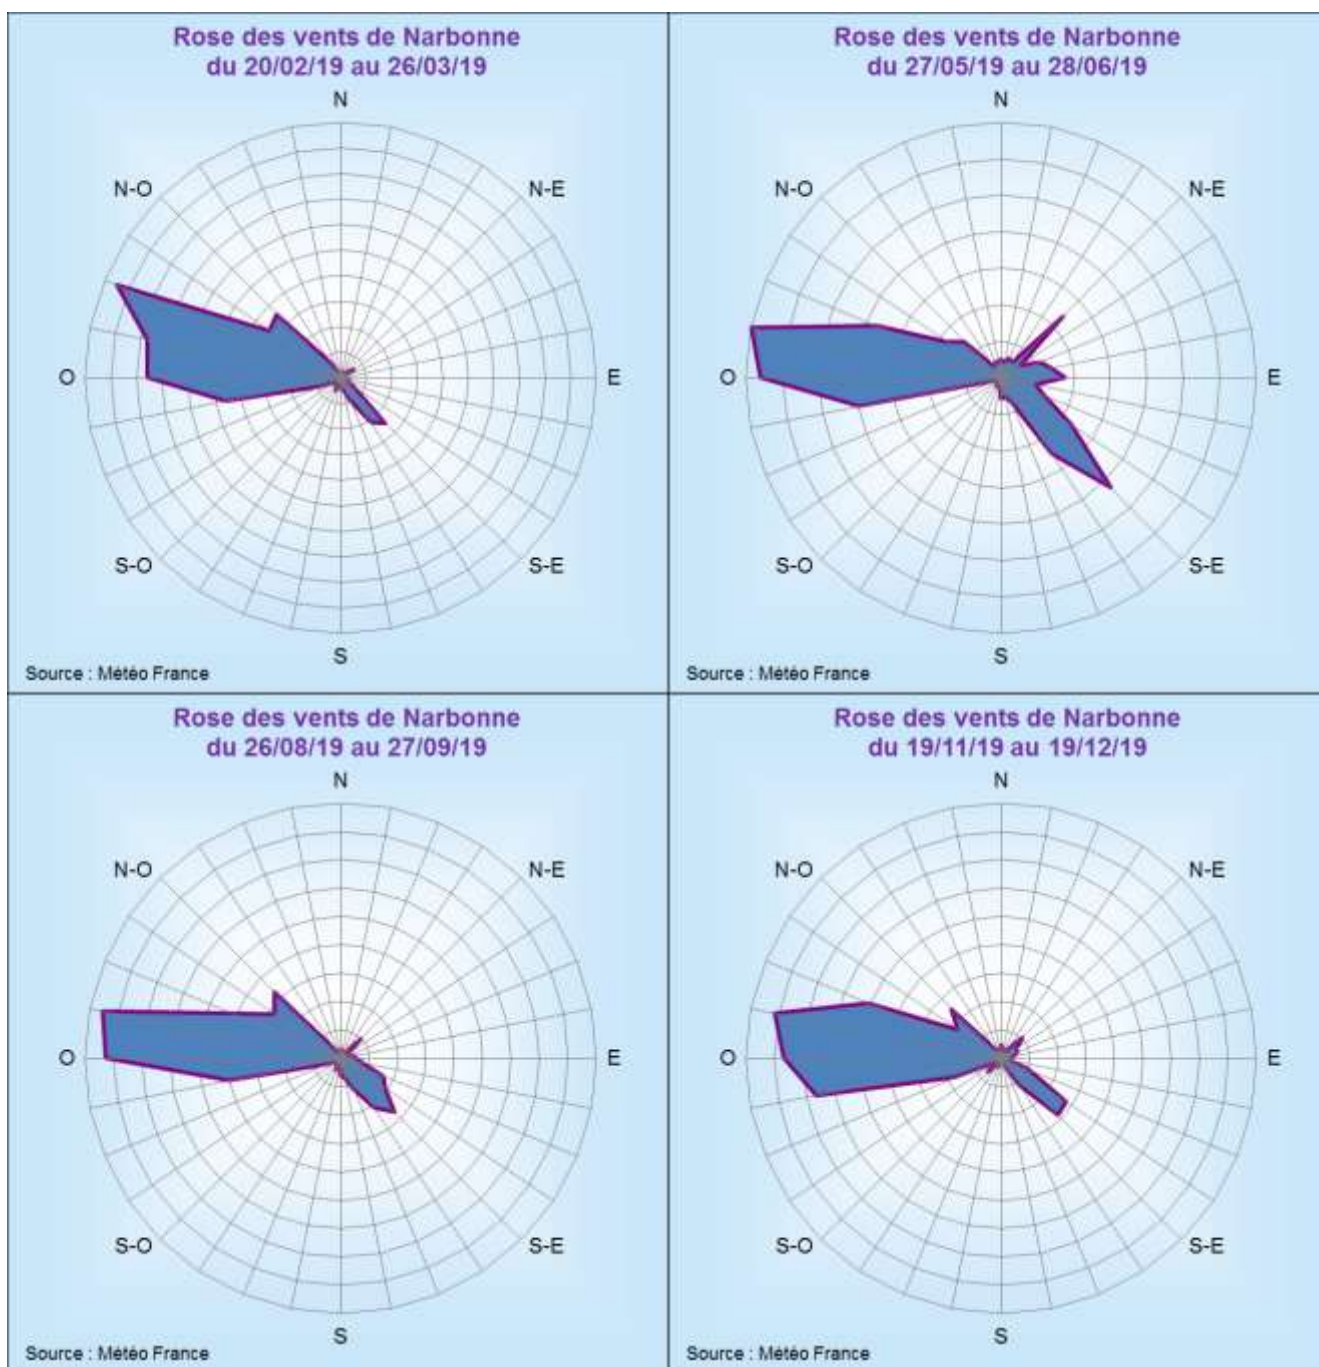 Rose des vents de Narbonne
du 20/02/19 au 26/03/19
N
N-O
N-E
O
E
S-O
S-E
S
Source : Météo France
Rose des vents de Narbonne
du 27/05/19 au 28/06/19
N
N-O
N-E
O
E
S-O
S-E
S
Source : Météo France
Rose des vents de Narbonne
du 26/08/19 au 27/09/19
N
N-O
N-E
O
E
S-O
S-E
S
Source : Météo France
Rose des vents de Narbonne
du 19/11/19 au 19/12/19
N
N-O
N-E
O
E
S-O
S-E
S
Source : Météo France